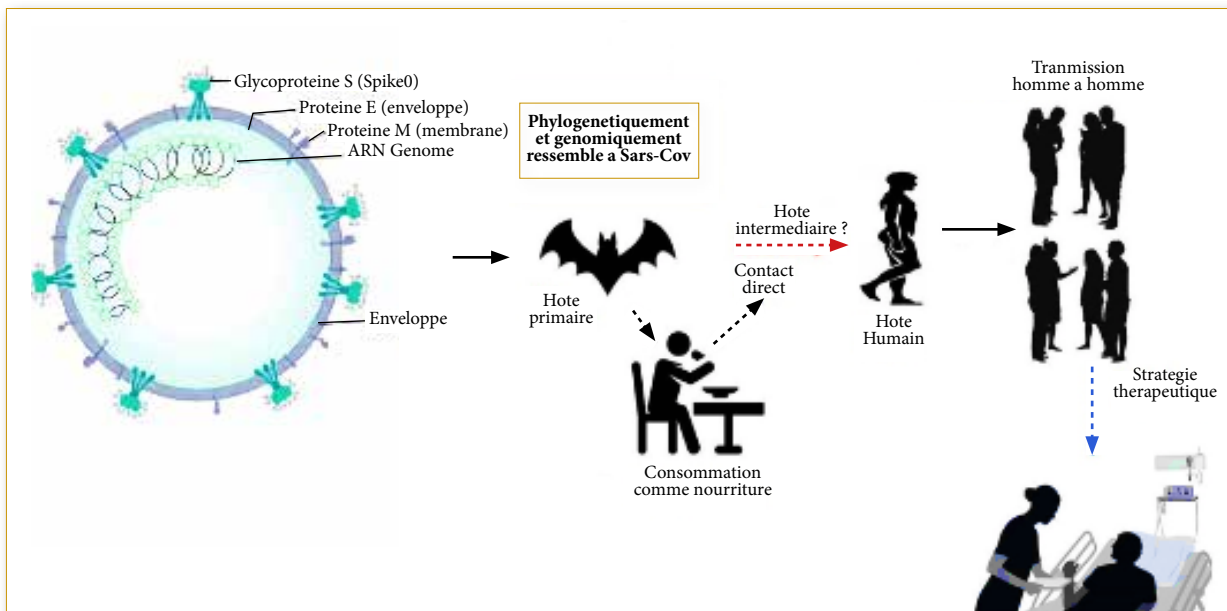 Glycoproteine S (Spike0)
Proteine E (enveloppe)
Proteine M (membrane)
ARN Genome
Enveloppe
Phylogenetiquement
et genomiquement
ressemble a Sars-Cov
Hote
primaire
Consommation
comme nourriture
Hote
intermediaire ?
Contact
direct
Hote
Humain
Tranmission
homme a homme
Strategie
therapeutique